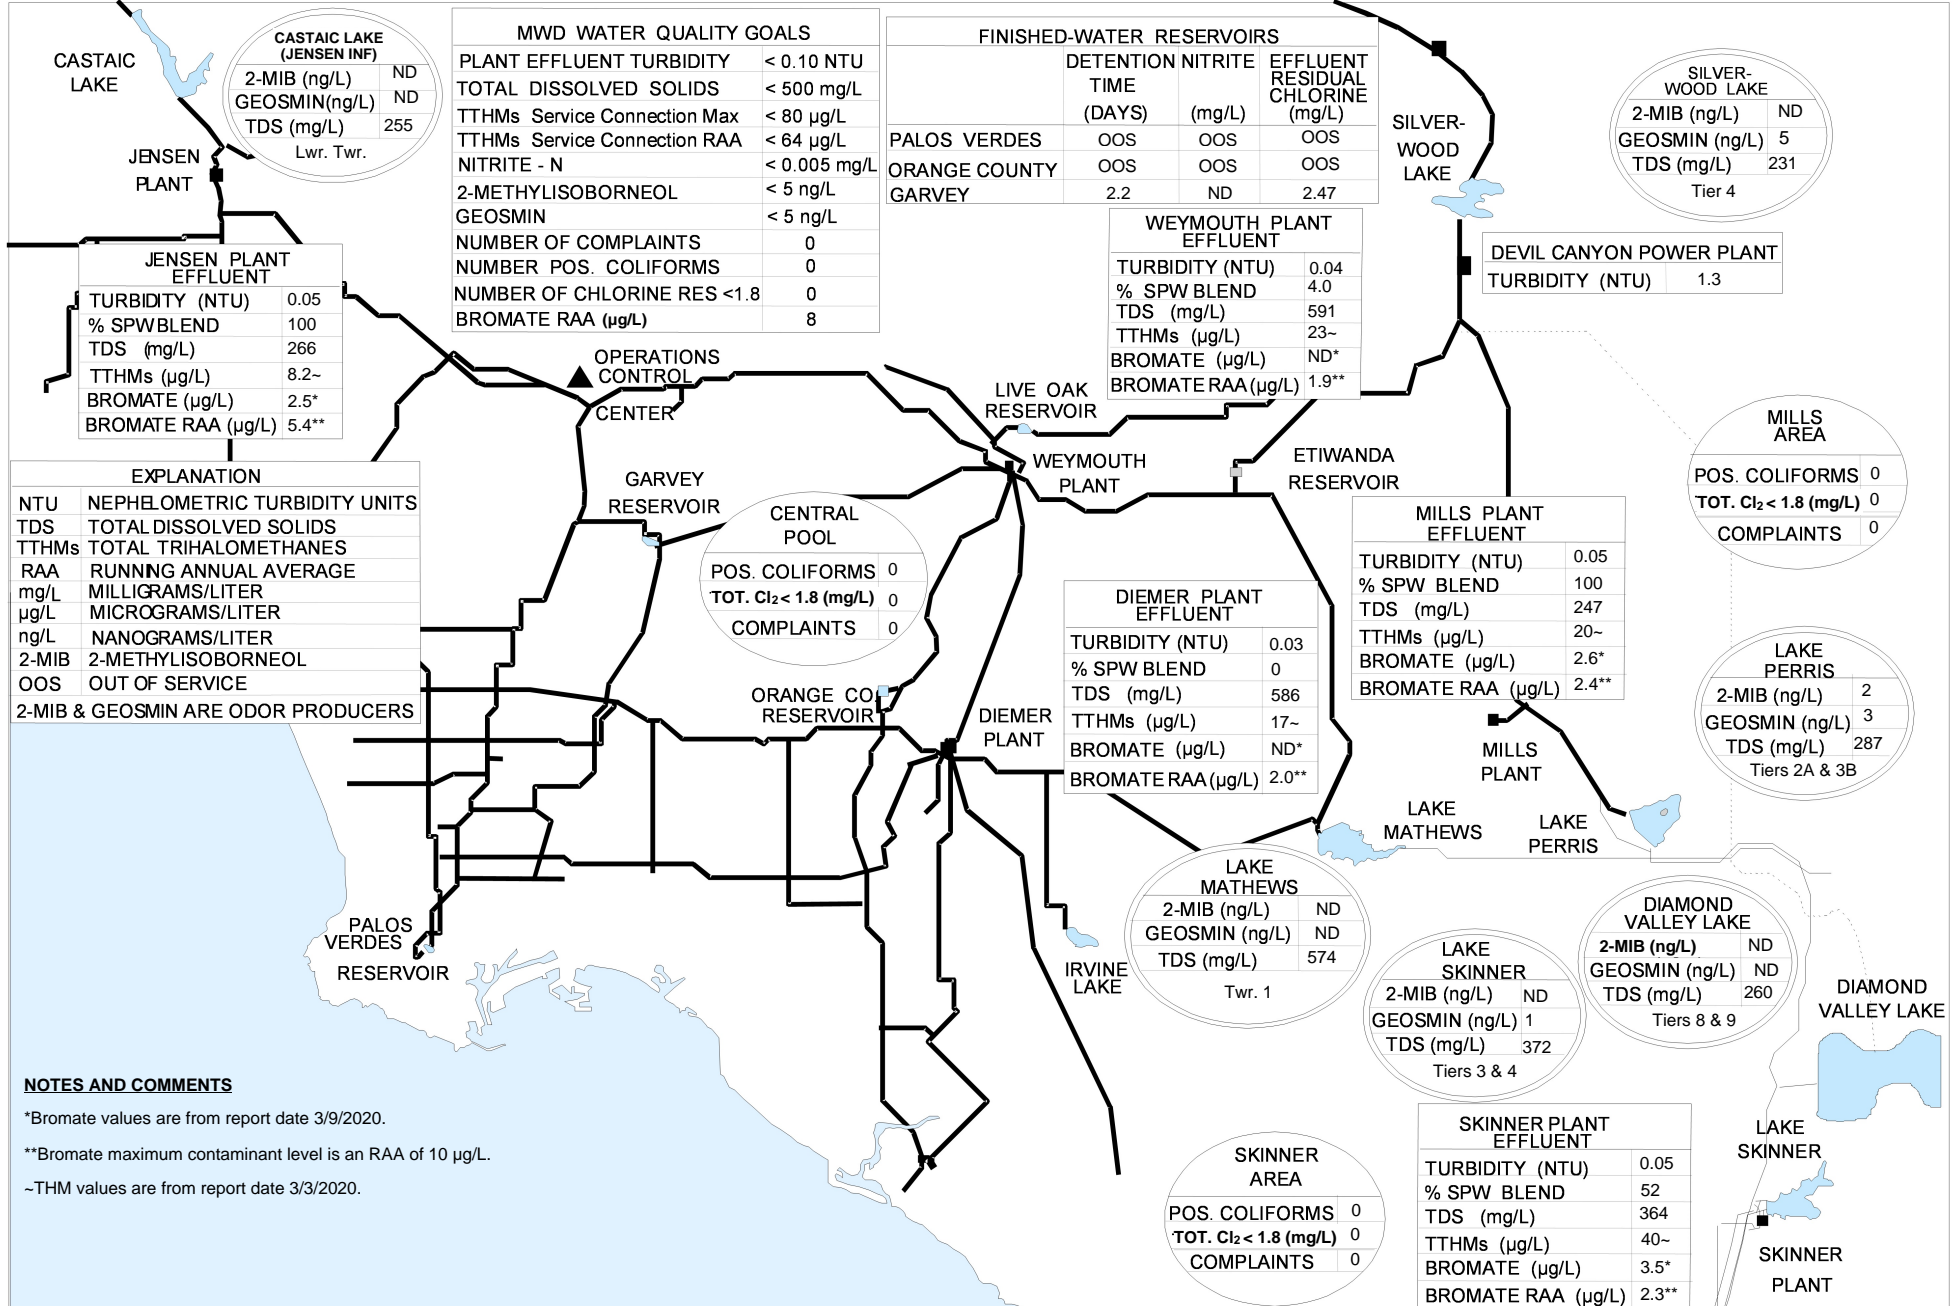 CASTAIC
LAKE
CASTAIC LAKE
(JENSEN INF)
2-MIB (ng/L) ND
GEOSMIN(ng/L) ND
TDS (mg/L) 255
Lwr. Twr.
JENSEN
PLANT
MWD WATER QUALITY GOALS
PLANT EFFLUENT TURBIDITY < 0.10 NTU
TOTAL DISSOLVED SOLIDS < 500 mg/L
TTHMs Service Connection Max < 80 µg/L
TTHMs Service Connection RAA < 64 µg/L
NITRITE - N < 0.005 mg/L
2-METHYLISOBORNEOL < 5 ng/L
GEOSMIN < 5 ng/L
NUMBER OF COMPLAINTS 0
NUMBER POS. COLIFORMS 0
NUMBER OF CHLORINE RES <1.8 0
BROMATE RAA (µg/L) 8
FINISHED-WATER RESERVOIRS
DETENTION NITRITE EFFLUENT
TIME RESIDUAL
CHLORINE
(DAYS) (mg/L) (mg/L)
PALOS VERDES OOS OOS OOS
ORANGE COUNTY OOS OOS OOS
GARVEY 2.2 ND 2.47
SILVER-
WOOD
LAKE
SILVER-
WOOD LAKE
2-MIB (ng/L) ND
GEOSMIN (ng/L) 5
TDS (mg/L) 231
Tier 4
DEVIL CANYON POWER PLANT
TURBIDITY (NTU) 1.3
JENSEN PLANT
EFFLUENT
TURBIDITY (NTU) 0.05
% SPW BLEND 100
TDS (mg/L) 266
TTHMs (µg/L) 8.2~
BROMATE (µg/L) 2.5*
BROMATE RAA (µg/L) 5.4**
WEYMOUTH PLANT
EFFLUENT
TURBIDITY (NTU) 0.04
% SPW BLEND 4.0
TDS (mg/L) 591
TTHMs (µg/L) 23~
BROMATE (µg/L) ND*
BROMATE RAA (µg/L) 1.9**
OPERATIONS
CONTROL
CENTER
LIVE OAK
RESERVOIR
WEYMOUTH
PLANT
ETIWANDA
RESERVOIR
GARVEY
RESERVOIR
EXPLANATION
NTU NEPHELOMETRIC TURBIDITY UNITS
TDS TOTAL DISSOLVED SOLIDS
TTHMs TOTAL TRIHALOMETHANES
RAA RUNNING ANNUAL AVERAGE
mg/L MILLIGRAMS/LITER
µg/L MICROGRAMS/LITER
ng/L NANOGRAMS/LITER
2-MIB 2-METHYLISOBORNEOL
OOS OUT OF SERVICE
2-MIB & GEOSMIN ARE ODOR PRODUCERS
CENTRAL
POOL
POS. COLIFORMS 0
TOT. Cl2 < 1.8 (mg/L) 0
COMPLAINTS 0
MILLS
AREA
POS. COLIFORMS 0
TOT. Cl2 < 1.8 (mg/L) 0
COMPLAINTS 0
MILLS PLANT
EFFLUENT
TURBIDITY (NTU) 0.05
% SPW BLEND 100
TDS (mg/L) 247
TTHMs (µg/L) 20~
BROMATE (µg/L) 2.6*
BROMATE RAA (µg/L) 2.4**
DIEMER PLANT
EFFLUENT
TURBIDITY (NTU) 0.03
% SPW BLEND 0
TDS (mg/L) 586
TTHMs (µg/L) 17~
BROMATE (µg/L) ND*
BROMATE RAA (µg/L) 2.0**
LAKE
PERRIS
2-MIB (ng/L) 2
GEOSMIN (ng/L) 3
TDS (mg/L) 287
Tiers 2A & 3B
ORANGE CO
RESERVOIR
DIEMER
PLANT
MILLS
PLANT
LAKE
MATHEWS
LAKE
PERRIS
LAKE
MATHEWS
2-MIB (ng/L) ND
GEOSMIN (ng/L) ND
TDS (mg/L) 574
Twr. 1
DIAMOND
VALLEY LAKE
2-MIB (ng/L) ND
GEOSMIN (ng/L) ND
TDS (mg/L) 260
Tiers 8 & 9
LAKE
SKINNER
2-MIB (ng/L) ND
GEOSMIN (ng/L) 1
TDS (mg/L) 372
Tiers 3 & 4
PALOS
VERDES
RESERVOIR
IRVINE
LAKE
DIAMOND
VALLEY LAKE
NOTES AND COMMENTS
*Bromate values are from report date 3/9/2020.
**Bromate maximum contaminant level is an RAA of 10 µg/L.
~THM values are from report date 3/3/2020.
SKINNER
AREA
POS. COLIFORMS 0
TOT. Cl2 < 1.8 (mg/L) 0
COMPLAINTS 0
SKINNER PLANT
EFFLUENT
TURBIDITY (NTU) 0.05
% SPW BLEND 52
TDS (mg/L) 364
TTHMs (µg/L) 40~
BROMATE (µg/L) 3.5*
BROMATE RAA (µg/L) 2.3**
LAKE
SKINNER
SKINNER
PLANT